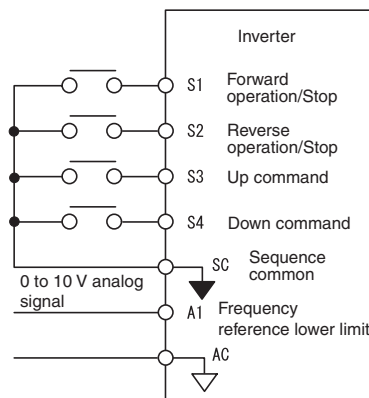 Inverter
S1 Forward
operation/Stop
S2 Reverse
operation/Stop
S3 Up command
S4 Down command
SC Sequence
common
0 to 10 V analog
signal
A1 Frequency
reference lower limit
AC